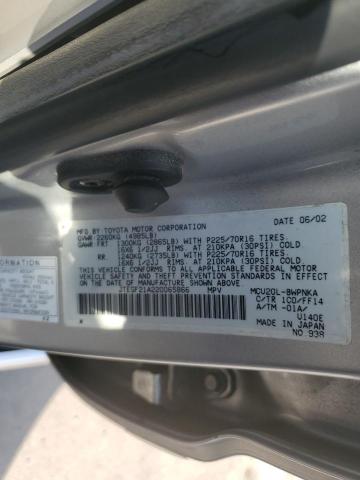 DATE 06/02
MFD BY TOYOTA MOTOR CORPORATION
GVWR 2260KG (4985LB)
GAWR FRT 1300KG (2865LB) WITH P225/70R16 TIRES.
16X6 1/2JJ RIMS AT 210KPA (30PSI) COLD
RR 1240KG (2735LB) WITH P225/70R16 TIRES.
16X6 1/2JJ RIMS AT 210KPA (30PSI) COLD
THIS VEHICLE CONFORMS TO ALL APPLICABLE FEDERAL MOTOR
VEHICLE SAFETY AND THEFT PREVENTION STANDARDS IN EFFECT
ON THE DATE OF MANUFACTURE SHOWN ABOVE.
JTEGF21A220065866 MPV
MCU20L-BWPNKA
C/TR 1C0/FF14
A/TM -01A/
U140E
MADE IN JAPAN
NO 938
FORMATION